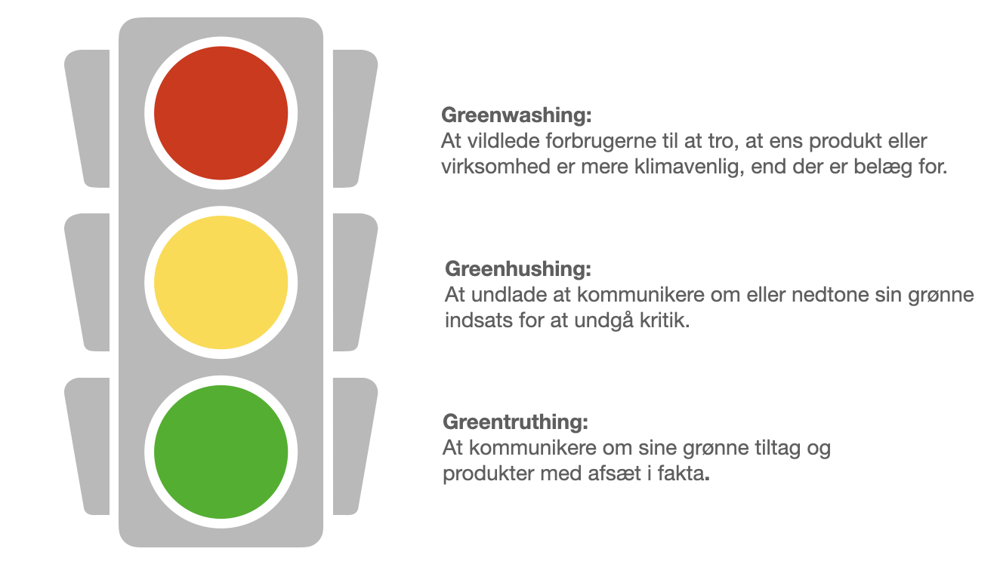 Greenwashing:
At vildlede forbrugerne til at tro, at ens produkt eller
virksomhed er mere klimavenlig, end der er belæg for.
Greenhushing:
At undlade at kommunikere om eller nedtone sin grønne
indsats for at undgå kritik.
Greentruthing:
At kommunikere om sine grønne tiltag og
produkter med afsæt i fakta.